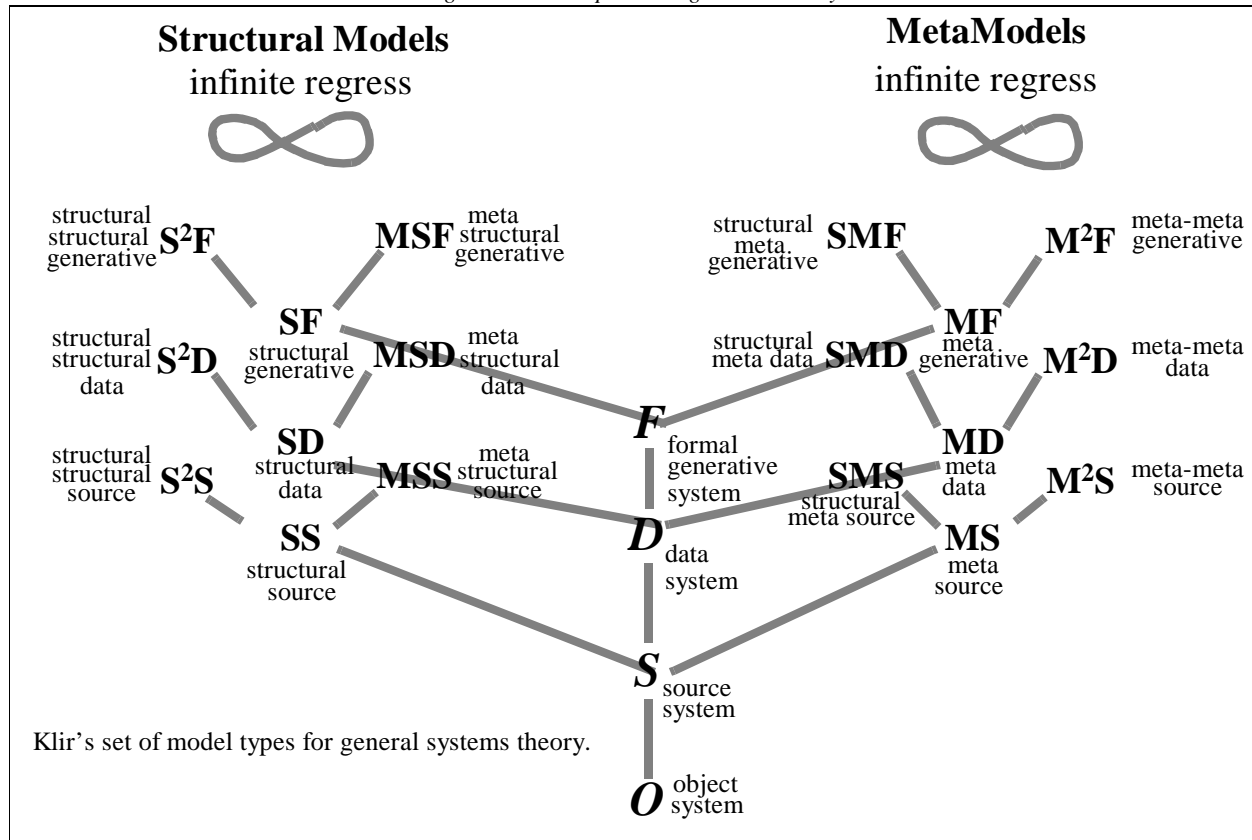 Structural Models
infinite regress
MetaModels
infinite regress
structural
structural
generative
S²F
MSF
meta
structural
generative
structural
meta
generative
SMF
M²F
meta-meta
generative
SF
structural
generative
MF
meta
generative
structural
structural
data
S²D
MSD
meta
structural
data
structural
meta data
SMD
M²D
meta-meta
data
F
formal
generative
system
SD
structural
data
MD
meta
data
structural
structural
source
S²S
MSS
meta
structural
source
SMS
structural
meta source
M²S
meta-meta
source
D
data
system
SS
structural
source
MS
meta
source
S
source
system
Klir’s set of model types for general systems theory.
O
object
system